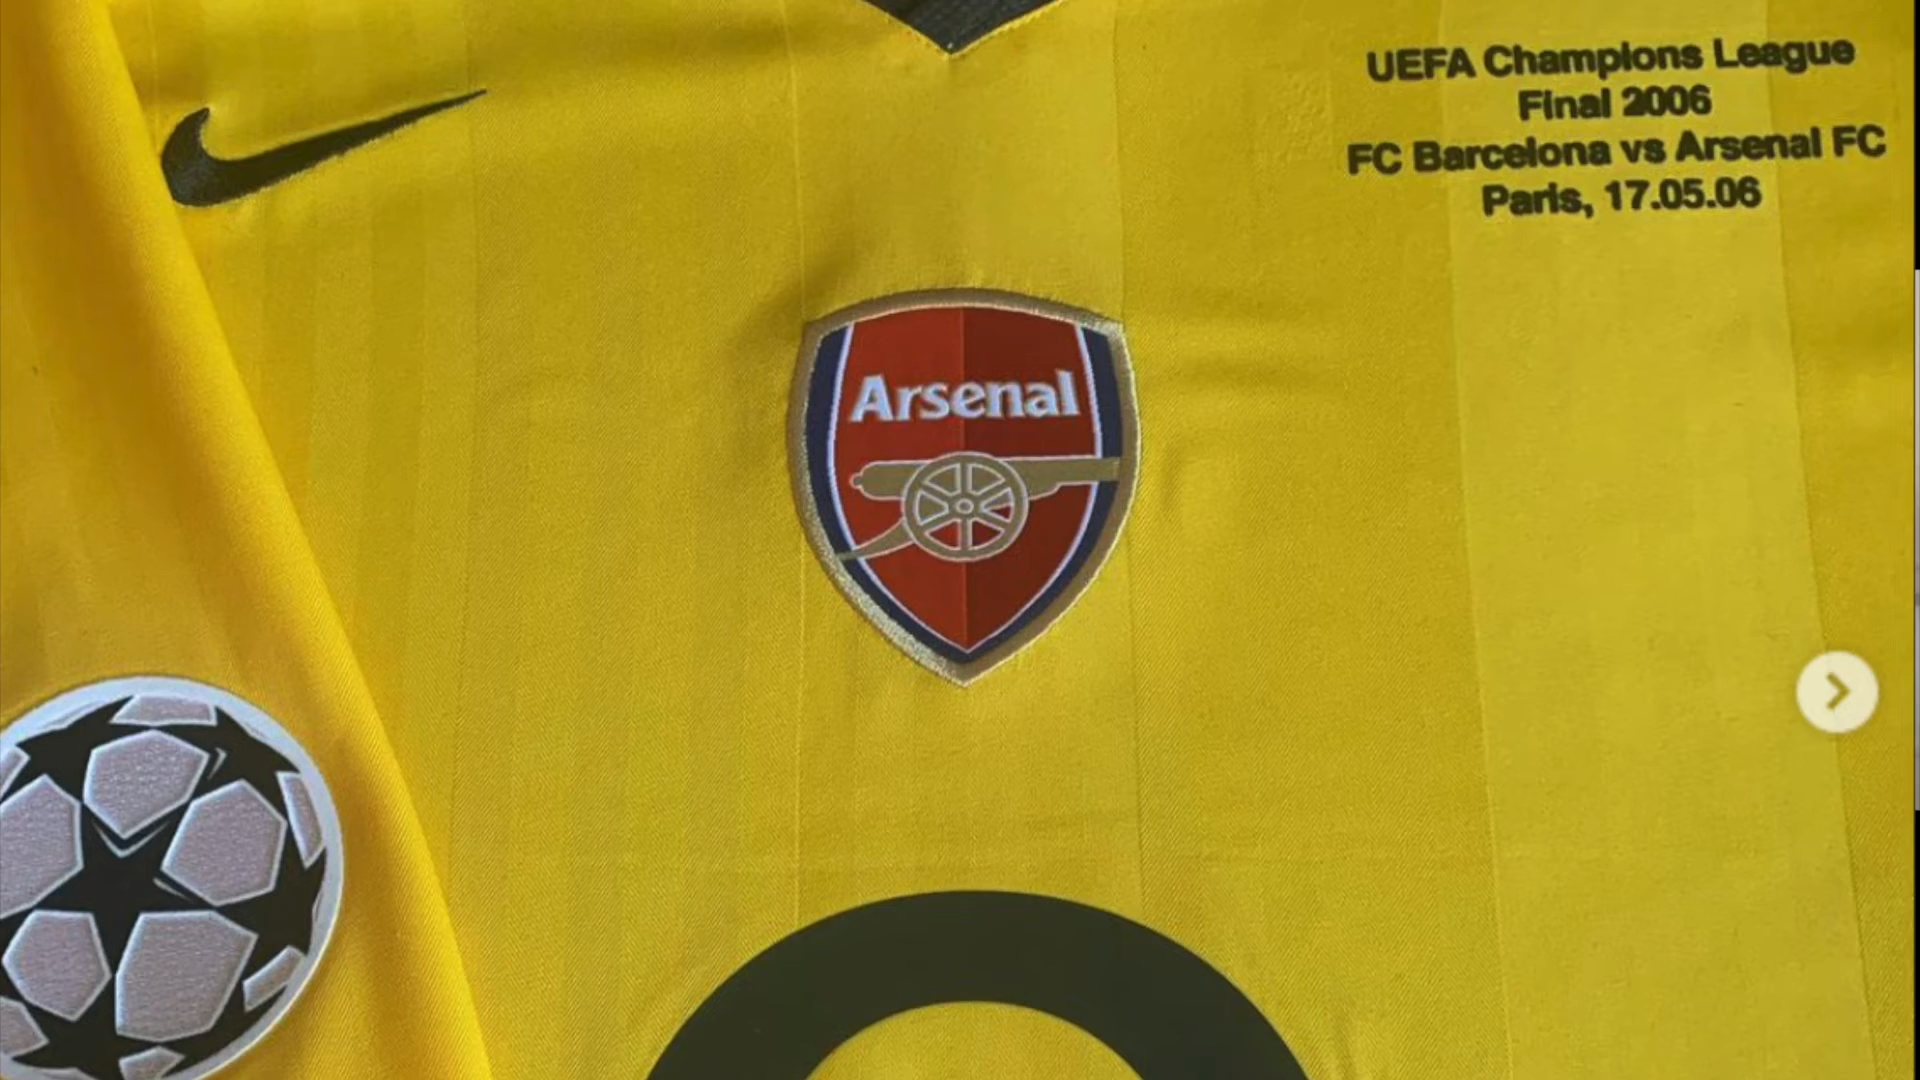 UEFA Champions League
Final 2006
FC Barcelona vs Arsenal FC
Paris, 17.05.06
Arsenal